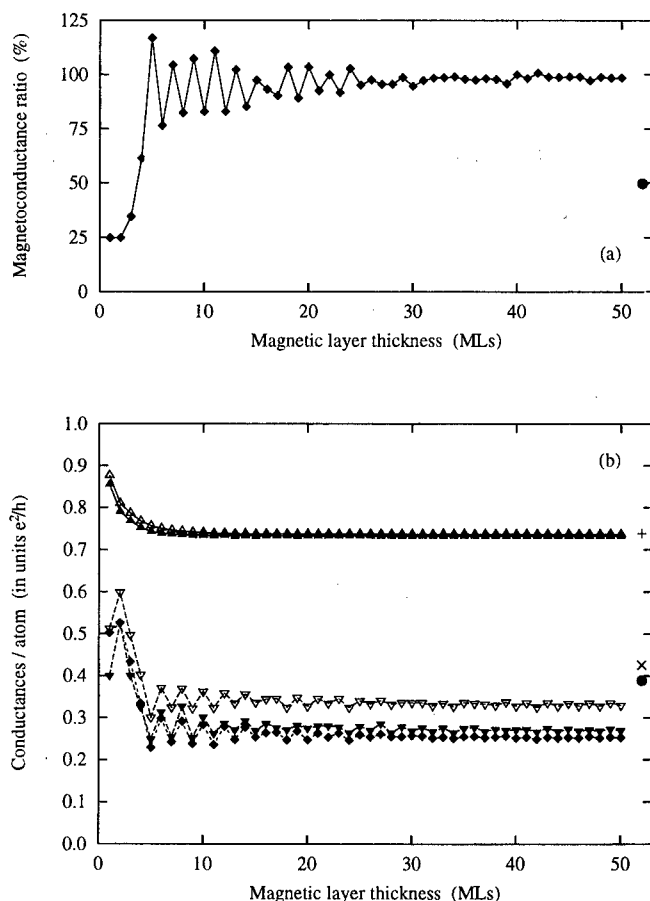 125
100
75
50
25
0
Magnetoconductance ratio (%)
(a)
0 10 20 30 40 50
Magnetic layer thickness (MLs)
1.0
0.9
0.8
0.7
0.6
0.5
0.4
0.3
0.2
0.1
0.0
Conductances / atom (in units e²/h)
(b)
0 10 20 30 40 50
Magnetic layer thickness (MLs)